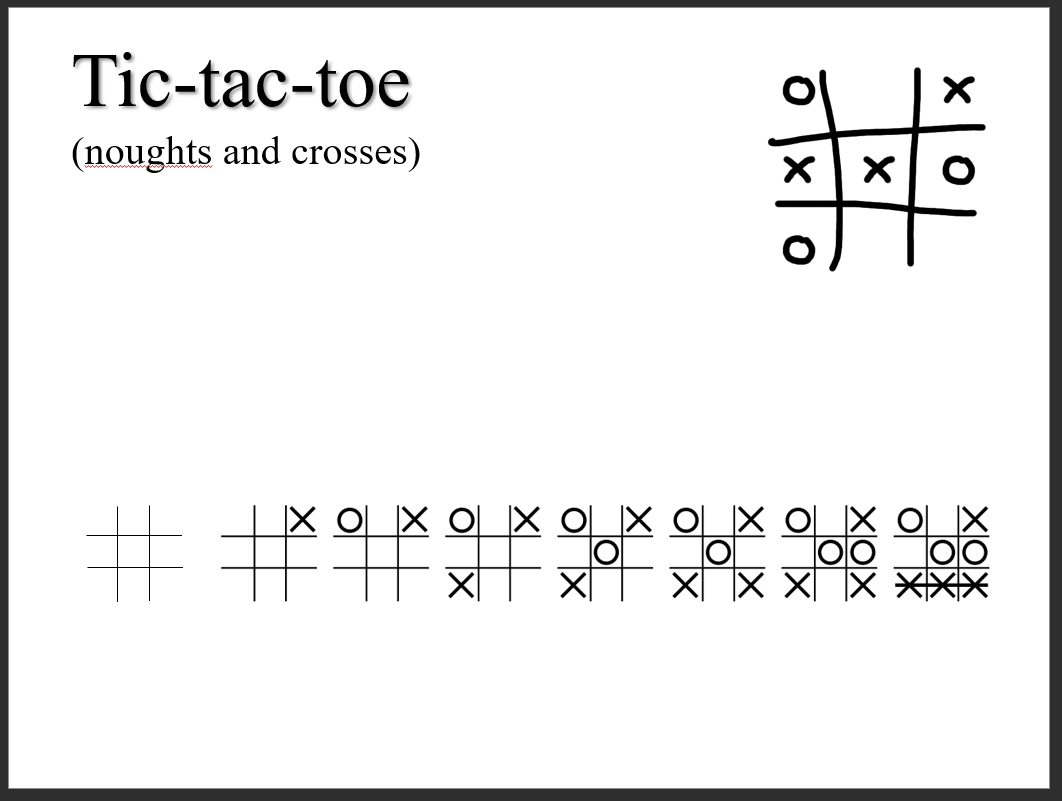 Tic-tac-toe
(noughts and crosses)
O X
X X O
O
X
O X
O X
X
O X
O
X
O X
O
X X
O X
O O
X X
O X
O O
X X X